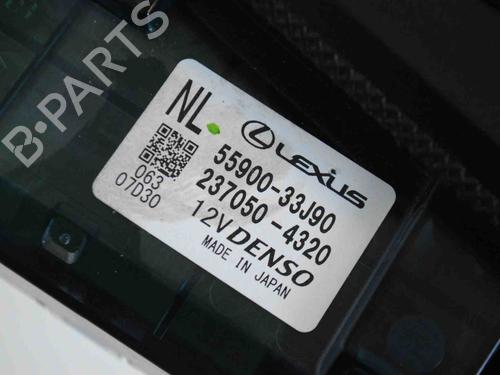 B-PARTS
NL
LEXUS
55900-33J90
237050-4320
063
07D30
12V DENSO
MADE IN JAPAN